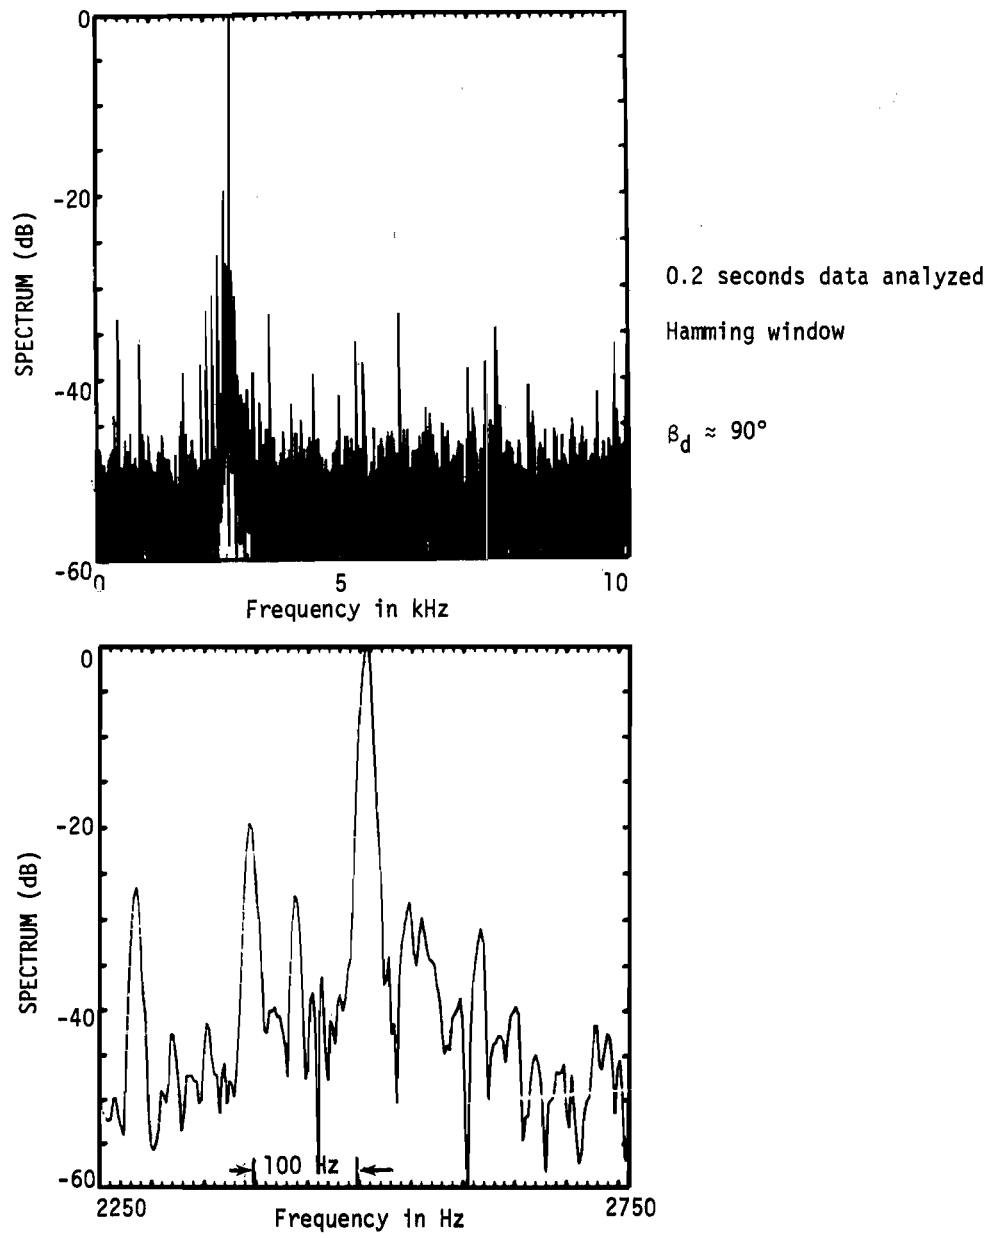 0
-20
-40
-60
SPECTRUM (dB)
0
5
10
Frequency in kHz
0.2 seconds data analyzed
Hamming window
βd ≈ 90°
0
-20
-40
-60
SPECTRUM (dB)
100 Hz
2250
2750
Frequency in Hz